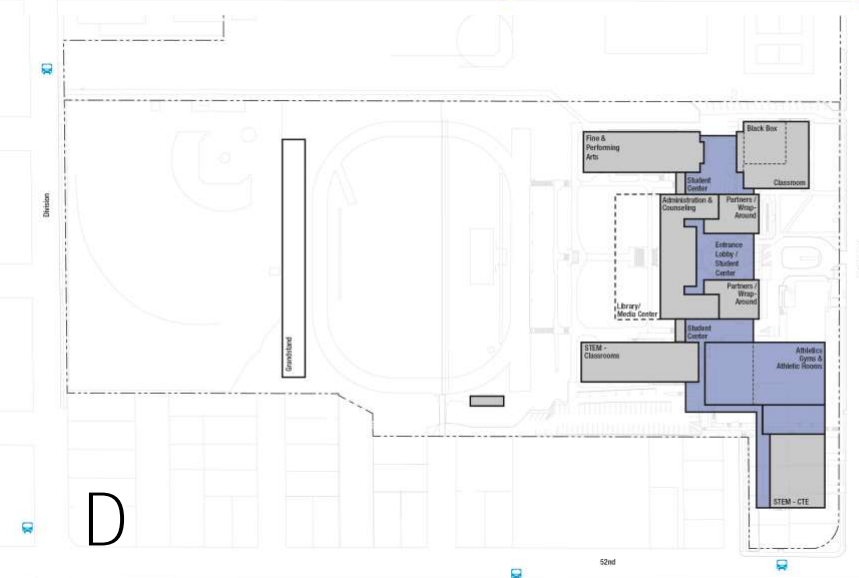 Division
Grandstand
Fine &
Performing
Arts
Black Box
Classroom
Student
Center
Administration &
Counseling
Partners /
Wrap-
Around
Entrance
Lobby /
Student
Center
Partners /
Wrap-
Around
Library/
Media Center
Student
Center
STEM -
Classrooms
Athletics
Gyms &
Athletic Rooms
STEM - CTE
D
52nd